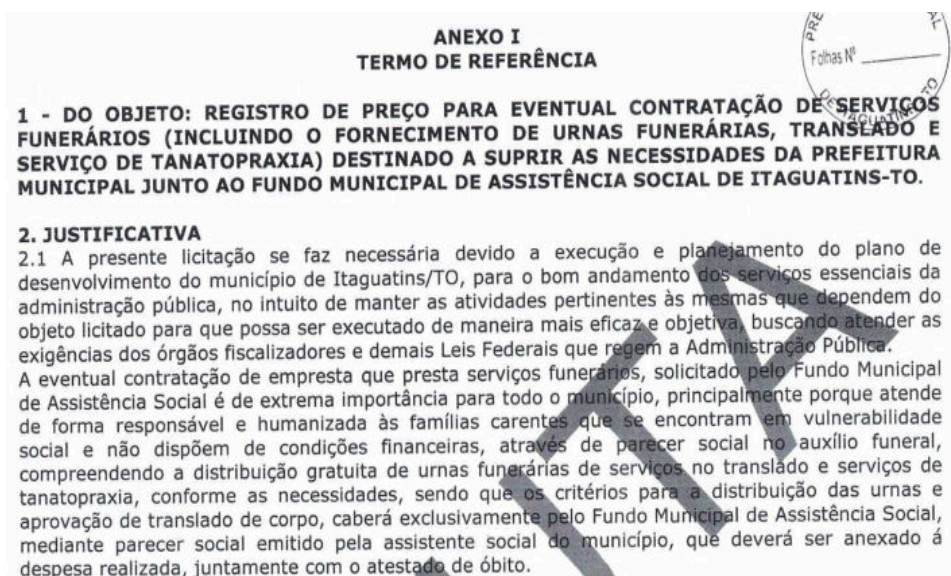 ANEXO I
TERMO DE REFERÊNCIA
Folhas Nº
1 - DO OBJETO: REGISTRO DE PREÇO PARA EVENTUAL CONTRATAÇÃO DE SERVIÇOS
FUNERÁRIOS (INCLUINDO O FORNECIMENTO DE URNAS FUNERÁRIAS, TRANSLADO E
SERVIÇO DE TANATOPRAXIA) DESTINADO A SUPRIR AS NECESSIDADES DA PREFEITURA
MUNICIPAL JUNTO AO FUNDO MUNICIPAL DE ASSISTÊNCIA SOCIAL DE ITAGUATINS-TO.
2. JUSTIFICATIVA
2.1 A presente licitação se faz necessária devido a execução e planejamento do plano de
desenvolvimento do município de Itaguatins/TO, para o bom andamento dos serviços essenciais da
administração pública, no intuito de manter as atividades pertinentes às mesmas que dependem do
objeto licitado para que possa ser executado de maneira mais eficaz e objetiva, buscando atender as
exigências dos órgãos fiscalizadores e demais Leis Federais que regem a Administração Pública.
A eventual contratação de empresta que presta serviços funerários, solicitado pelo Fundo Municipal
de Assistência Social é de extrema importância para todo o município, principalmente porque atende
de forma responsável e humanizada às famílias carentes que se encontram em vulnerabilidade
social e não dispõem de condições financeiras, através de parecer social no auxílio funeral,
compreendendo a distribuição gratuita de urnas funerárias de serviços no translado e serviços de
tanatopraxia, conforme as necessidades, sendo que os critérios para a distribuição das urnas e
aprovação de translado de corpo, caberá exclusivamente pelo Fundo Municipal de Assistência Social,
mediante parecer social emitido pela assistente social do município, que deverá ser anexado á
despesa realizada, juntamente com o atestado de óbito.